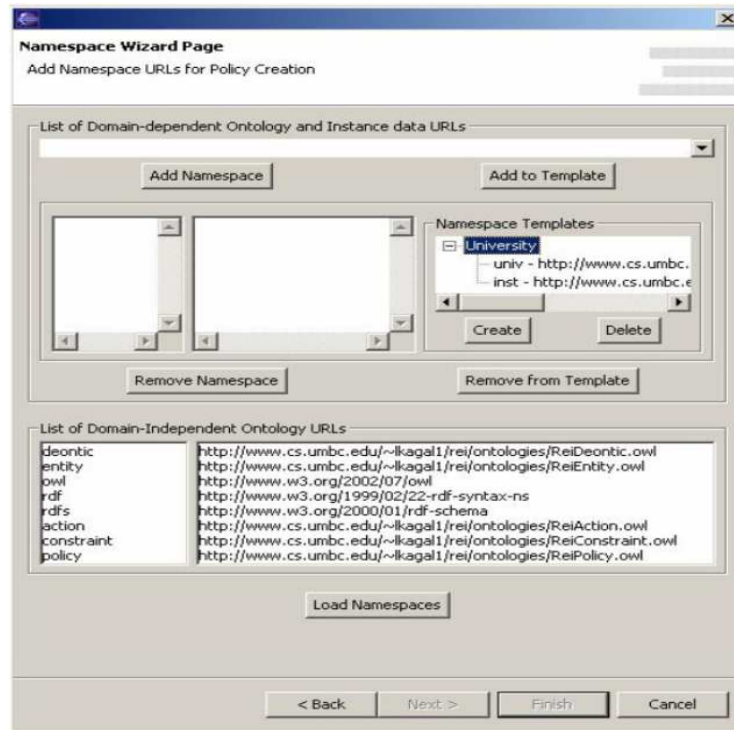 Namespace Wizard Page
Add Namespace URLs for Policy Creation
List of Domain-dependent Ontology and Instance data URLs
Add Namespace
Add to Template
Namespace Templates
University
univ - http://www.cs.umbc.
inst - http://www.cs.umbc.e
Create
Delete
Remove Namespace
Remove from Template
List of Domain-Independent Ontology URLs
deontic http://www.cs.umbc.edu/~lkagal1/rei/ontologies/ReiDeontic.owl
entity http://www.cs.umbc.edu/~lkagal1/rei/ontologies/ReiEntity.owl
owl http://www.w3.org/2002/07/owl
rdf http://www.w3.org/1999/02/22-rdf-syntax-ns
rdfs http://www.w3.org/2000/01/rdf-schema
action http://www.cs.umbc.edu/~lkagal1/rei/ontologies/ReiAction.owl
constraint http://www.cs.umbc.edu/~lkagal1/rei/ontologies/ReiConstraint.owl
policy http://www.cs.umbc.edu/~lkagal1/rei/ontologies/ReiPolicy.owl
Load Namespaces
< Back
Next >
Finish
Cancel